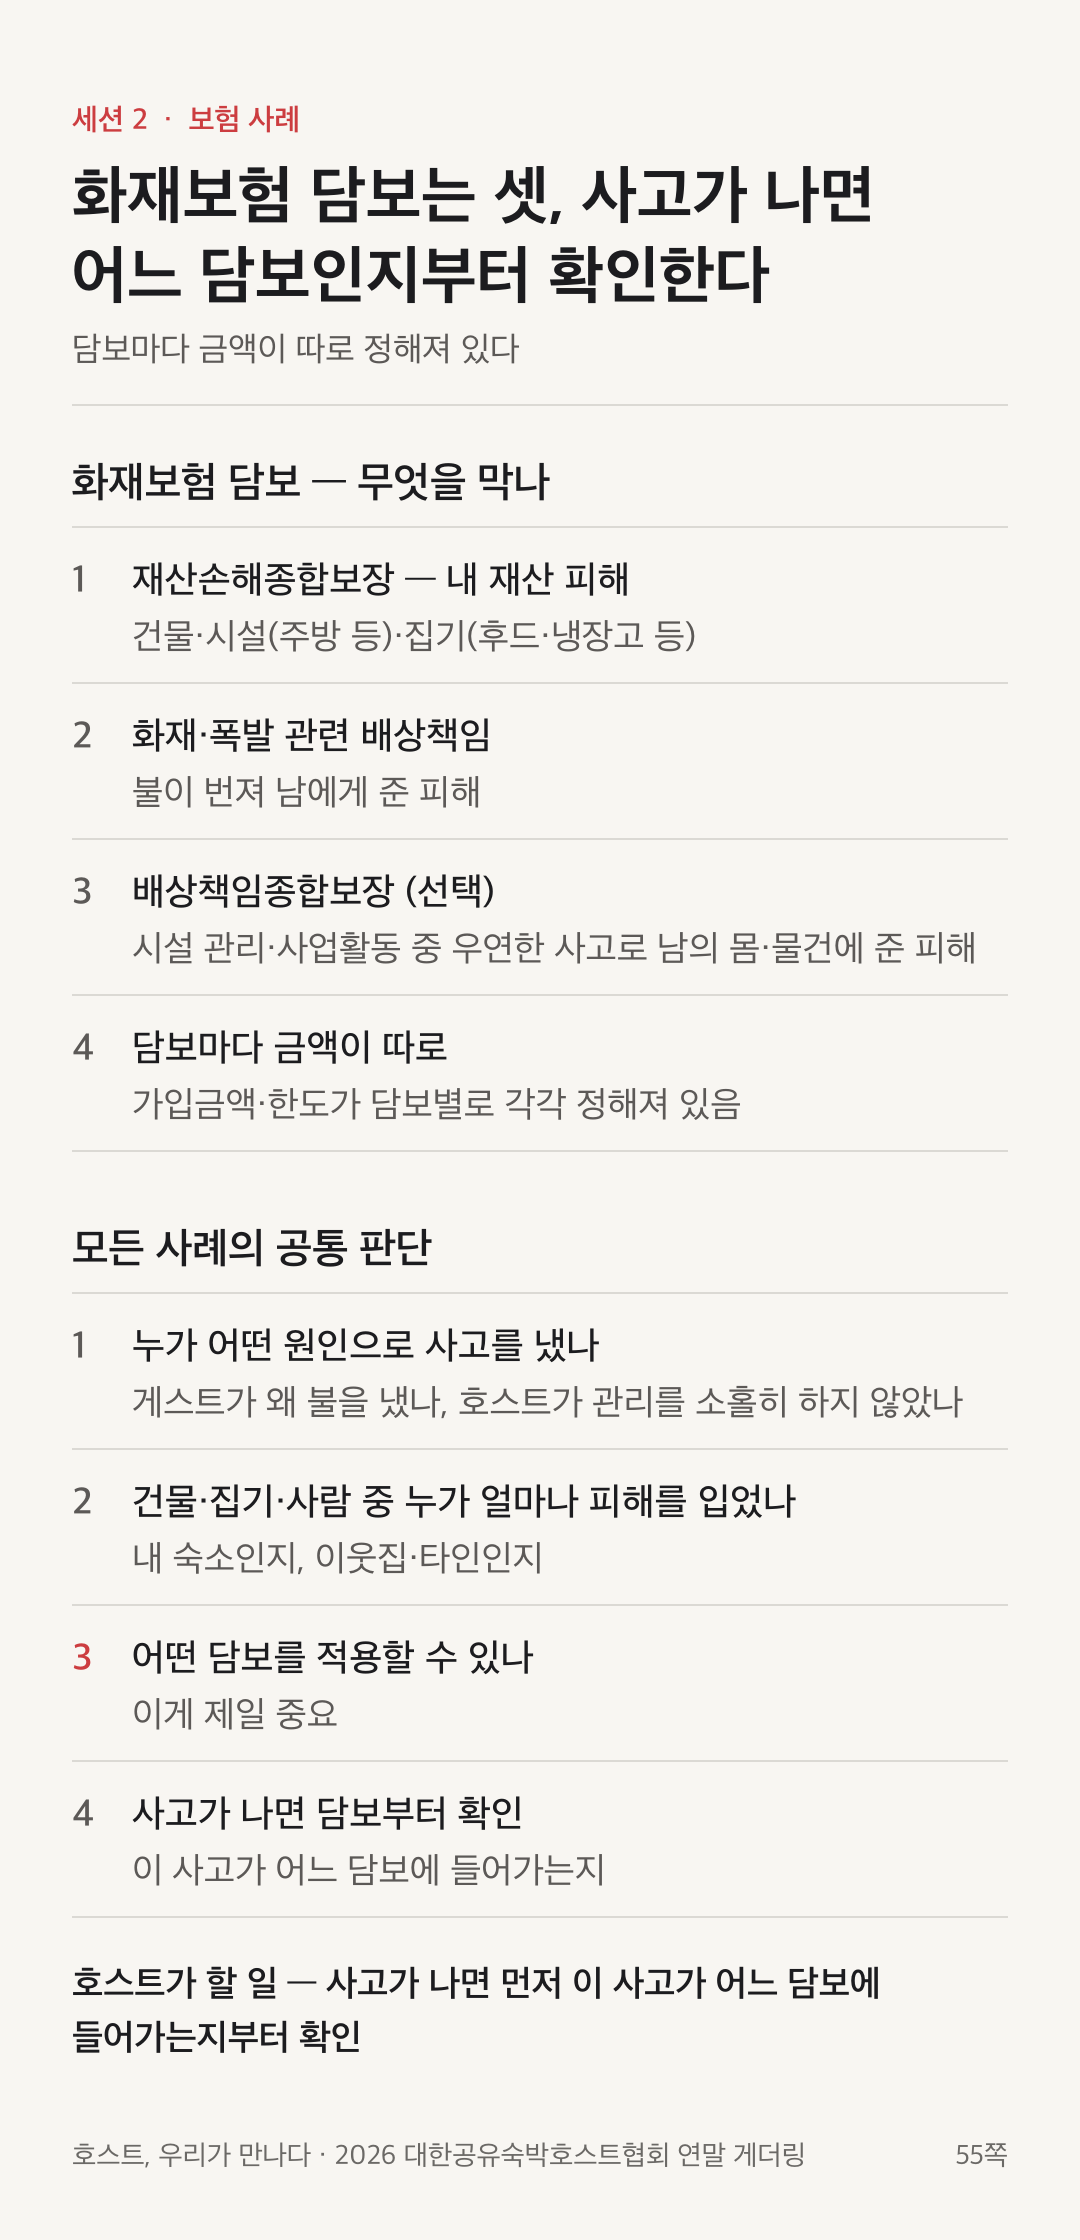 세션 2 · 보험 사례
화재보험 담보는 셋, 사고가 나면
어느 담보인지부터 확인한다
담보마다 금액이 따로 정해져 있다
화재보험 담보 — 무엇을 막나
1 재산손해종합보장 — 내 재산 피해
건물·시설(주방 등)·집기(후드·냉장고 등)
2 화재·폭발 관련 배상책임
불이 번져 남에게 준 피해
3 배상책임종합보장 (선택)
시설 관리·사업활동 중 우연한 사고로 남의 몸·물건에 준 피해
4 담보마다 금액이 따로
가입금액·한도가 담보별로 각각 정해져 있음
모든 사례의 공통 판단
1 누가 어떤 원인으로 사고를 냈나
게스트가 왜 불을 냈나, 호스트가 관리를 소홀히 하지 않았나
2 건물·집기·사람 중 누가 얼마나 피해를 입었나
내 숙소인지, 이웃집·타인인지
3 어떤 담보를 적용할 수 있나
이게 제일 중요
4 사고가 나면 담보부터 확인
이 사고가 어느 담보에 들어가는지
호스트가 할 일 — 사고가 나면 먼저 이 사고가 어느 담보에
들어가는지부터 확인
호스트, 우리가 만나다 · 2026 대한공유숙박호스트협회 연말 게더링 55쪽